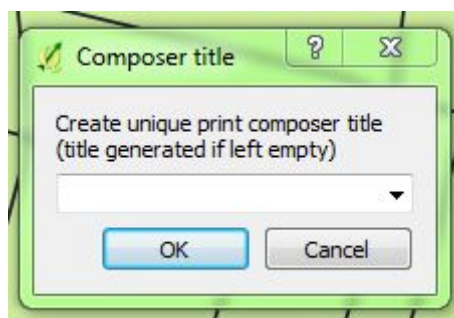 Composer title
?
Create unique print composer title
(title generated if left empty)
OK
Cancel